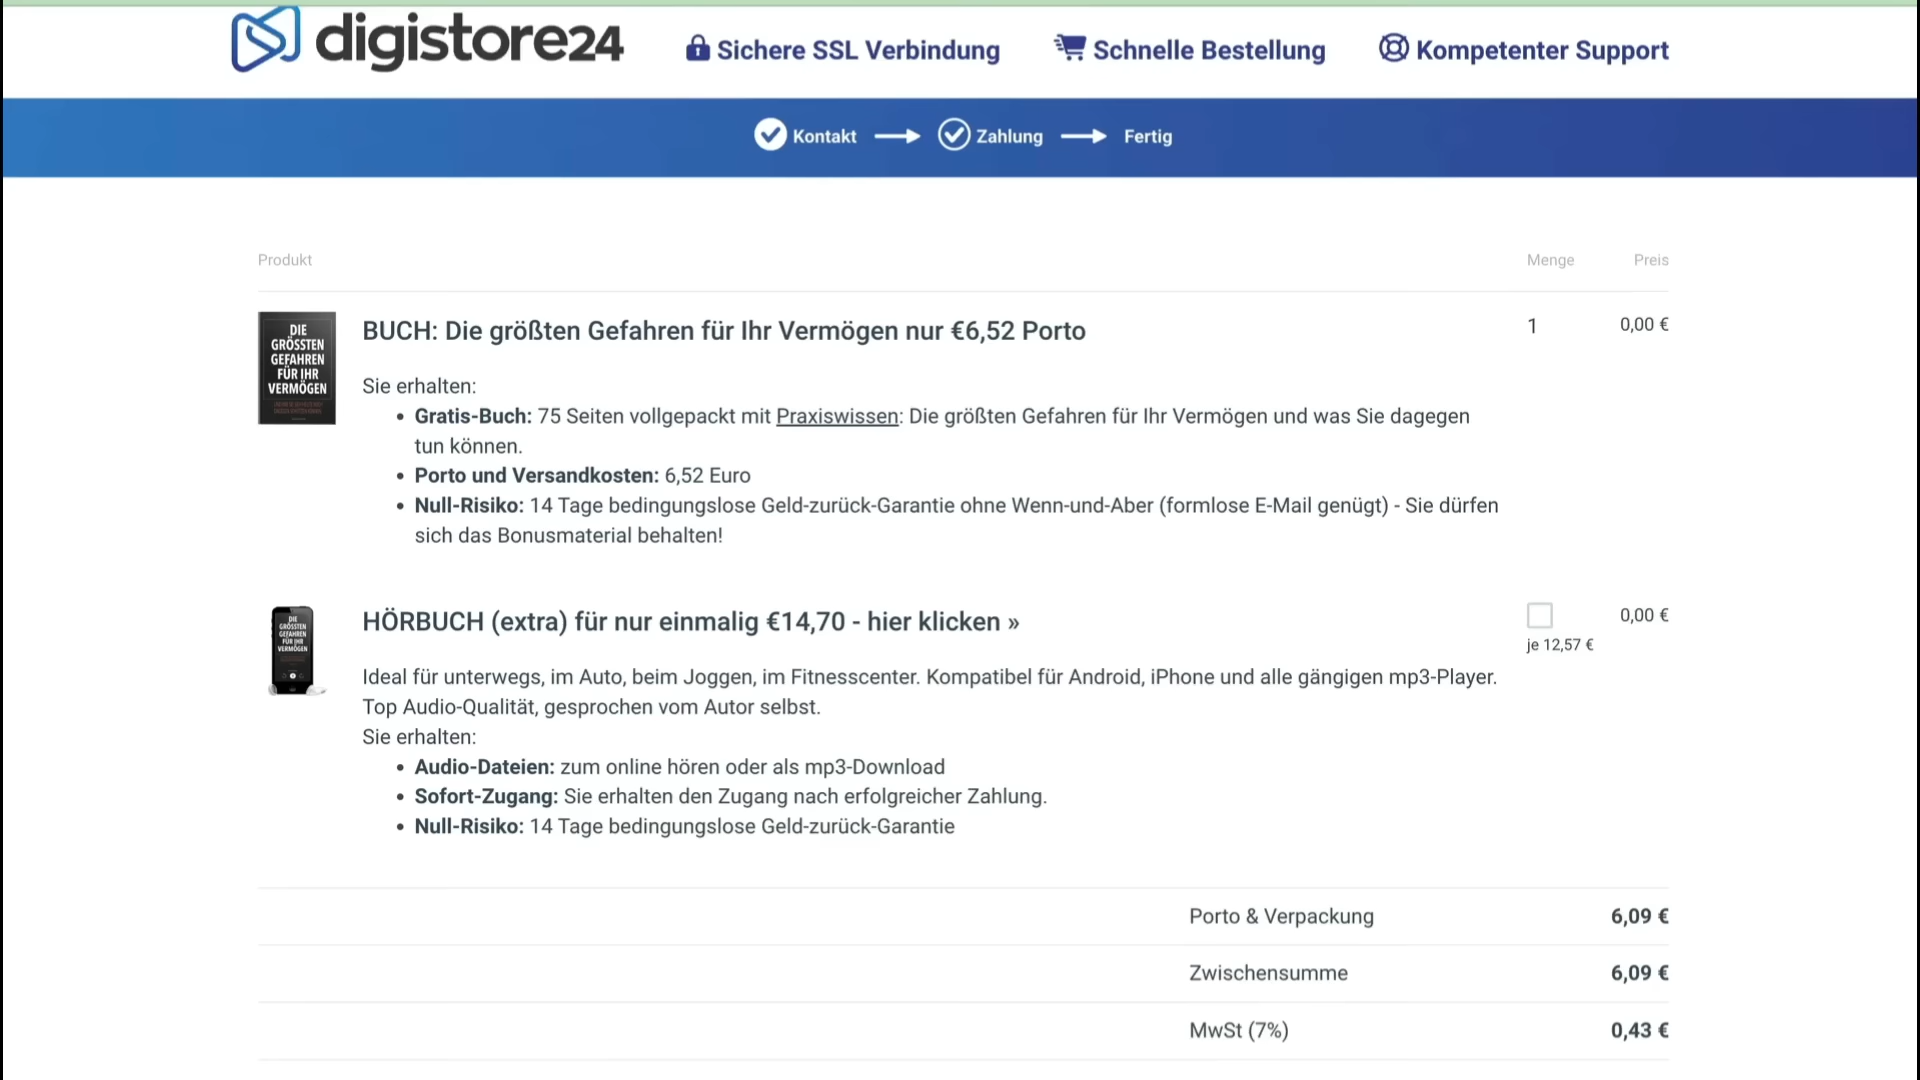 digistore24
Sichere SSL Verbindung
Schnelle Bestellung
Kompetenter Support
Kontakt
Zahlung
Fertig
Produkt
Menge
Preis
DIE
GRÖSSTEN
GEFAHREN
FÜR IHR
VERMÖGEN
BUCH: Die größten Gefahren für Ihr Vermögen nur €6,52 Porto
1
0,00 €
Sie erhalten:
Gratis-Buch: 75 Seiten vollgepackt mit Praxiswissen: Die größten Gefahren für Ihr Vermögen und was Sie dagegen
tun können.
Porto und Versandkosten: 6,52 Euro
Null-Risiko: 14 Tage bedingungslose Geld-zurück-Garantie ohne Wenn-und-Aber (formlose E-Mail genügt) - Sie dürfen
sich das Bonusmaterial behalten!
DIE
GRÖSSTEN
GEFAHREN
FÜR IHR
VERMÖGEN
HÖRBUCH (extra) für nur einmalig €14,70 - hier klicken »
0,00 €
je 12,57 €
Ideal für unterwegs, im Auto, beim Joggen, im Fitnesscenter. Kompatibel für Android, iPhone und alle gängigen mp3-Player.
Top Audio-Qualität, gesprochen vom Autor selbst.
Sie erhalten:
Audio-Dateien: zum online hören oder als mp3-Download
Sofort-Zugang: Sie erhalten den Zugang nach erfolgreicher Zahlung.
Null-Risiko: 14 Tage bedingungslose Geld-zurück-Garantie
Porto & Verpackung 6,09 €
Zwischensumme 6,09 €
MwSt (7%) 0,43 €